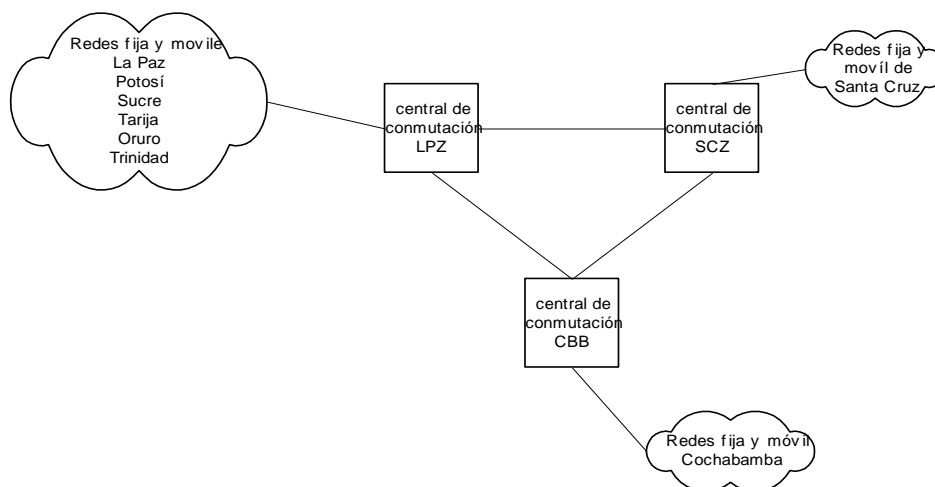 Redes fija y movile
La Paz
Potosí
Sucre
Tarija
Oruro
Trinidad
central de
conmutación
LPZ
central de
conmutación
SCZ
Redes fija y
movíl de
Santa Cruz
central de
conmutación
CBB
Redes fija y móvil
Cochabamba